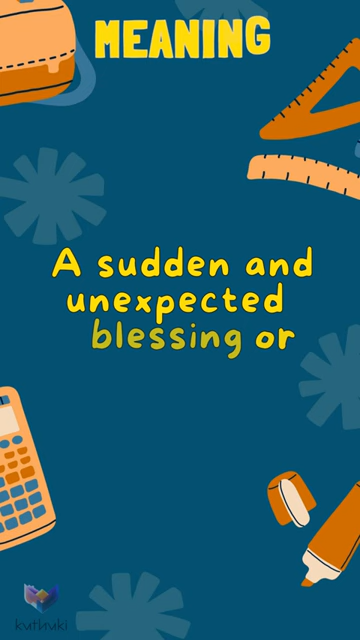 MEANING
A sudden and
unexpected
blessing or
kuthuki